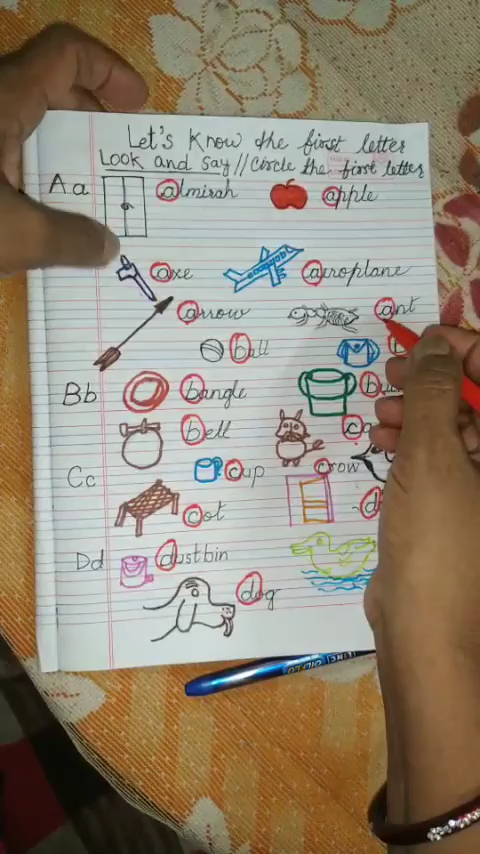 Let's Know the first letter
Look and say // Circle the first letter
Aa almirah apple
axe aeroplane
arrow ant
ball
Bb bangle
bell
Cc cup crow
cot
Dd dustbin
dog